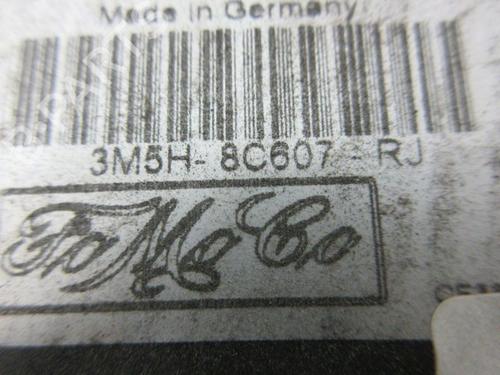 Made in Germany
3M5H- 8C607 - RJ
FoMoCo